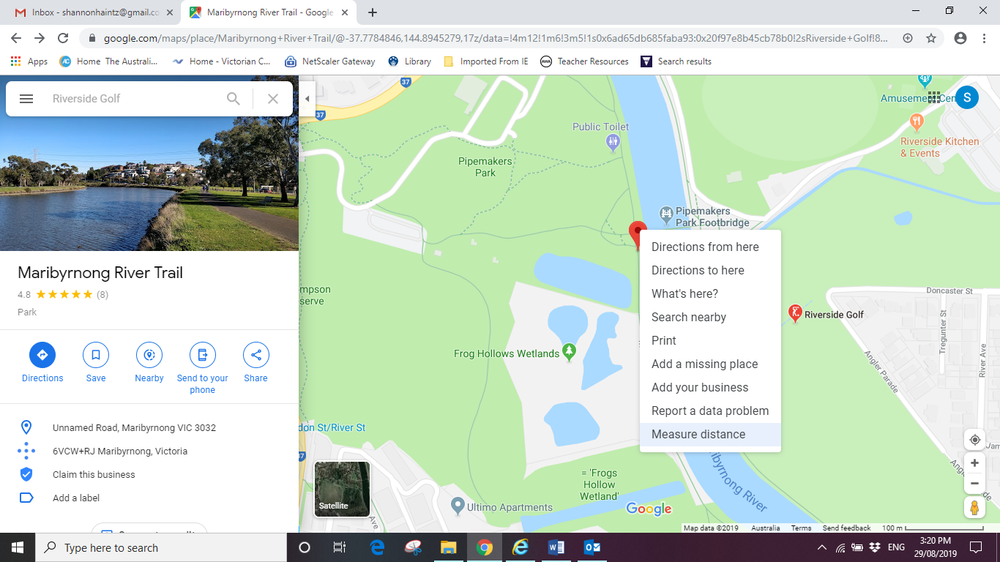 Inbox - shannonhaintz@gmail.co
Maribyrnong River Trail - Google
google.com/maps/place/Maribyrnong+River+Trail/@-37.7784846,144.8945279,17z/data=!4m12!1m6!3m5!1s0x6ad65db685faba93:0x20f97e8b45cb78b0!2sRiverside+Golf!8...
Apps
Home The Australi...
Home - Victorian C...
NetScaler Gateway
Library
Imported From IE
Teacher Resources
Search results
Riverside Golf
Maribyrnong River Trail
4.8 (8)
Park
Directions
Save
Nearby
Send to your
phone
Share
Unnamed Road, Maribyrnong VIC 3032
6VCW+RJ Maribyrnong, Victoria
Claim this business
Add a label
37
37
Public Toilet
Pipemakers
Park
Amusement Cen
S
Riverside Kitchen
& Events
Pipemakers
Park Footbridge
Directions from here
Directions to here
What's here?
Search nearby
Print
Add a missing place
Add your business
Report a data problem
Measure distance
mpson
serve
Frog Hollows Wetlands
Riverside Golf
Doncaster St
Tregunter St
River Ave
Angler Parade
don St/River St
37
= 'Frogs
Hollow
Wetland'
Ultimo Apartments
Ave
ibyrnong River
Jam
Satellite
Google
Map data ©2019 Australia Terms Send feedback 100 m
Type here to search
ENG
3:20 PM
29/08/2019